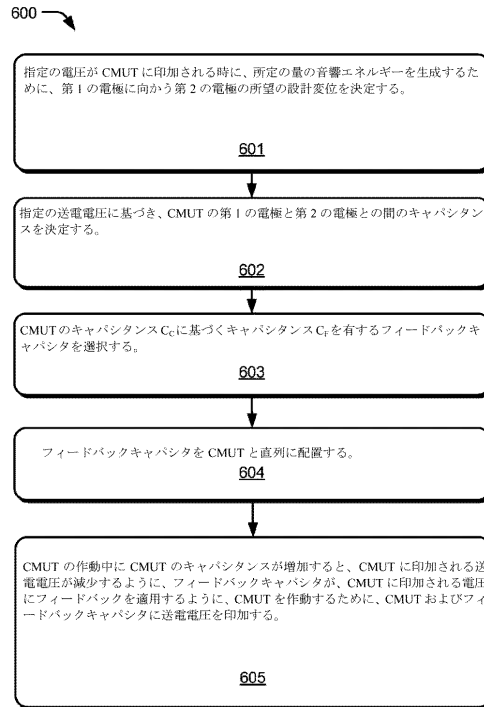 600
指定の電圧が CMUT に印加される時に、所定の量の音響エネルギーを生成するた
めに、第 1 の電極に向かう第 2 の電極の所望の設計変位を決定する。
601
指定の送電電圧に基づき、CMUT の第 1 の電極と第 2 の電極との間のキャパシタン
スを決定する。
602
CMUT のキャパシタンス CCに基づくキャパシタンス CFを有するフィードバックキ
ャパシタを選択する。
603
フィードバックキャパシタを CMUT と直列に配置する。
604
CMUT の作動中に CMUT のキャパシタンスが増加すると、CMUT に印加される送
電電圧が減少するように、フィードバックキャパシタが、CMUT に印加される電圧
にフィードバックを適用するように、CMUT を作動するために、CMUT およびフィ
ードバックキャパシタに送電電圧を印加する。
605